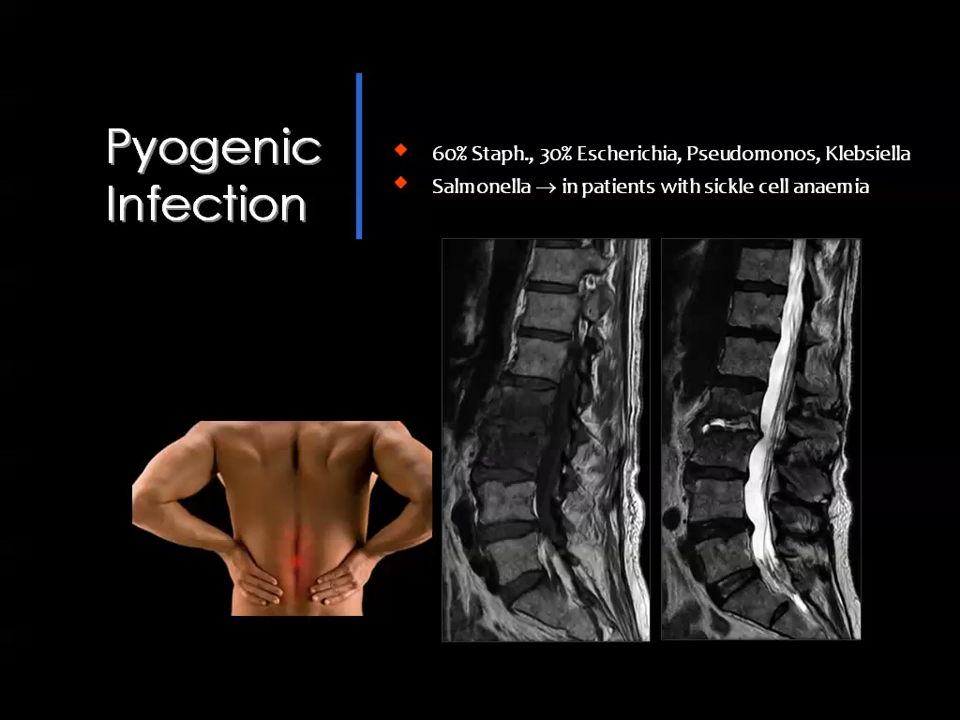 Pyogenic
Infection
60% Staph., 30% Escherichia, Pseudomonos, Klebsiella
Salmonella → in patients with sickle cell anaemia